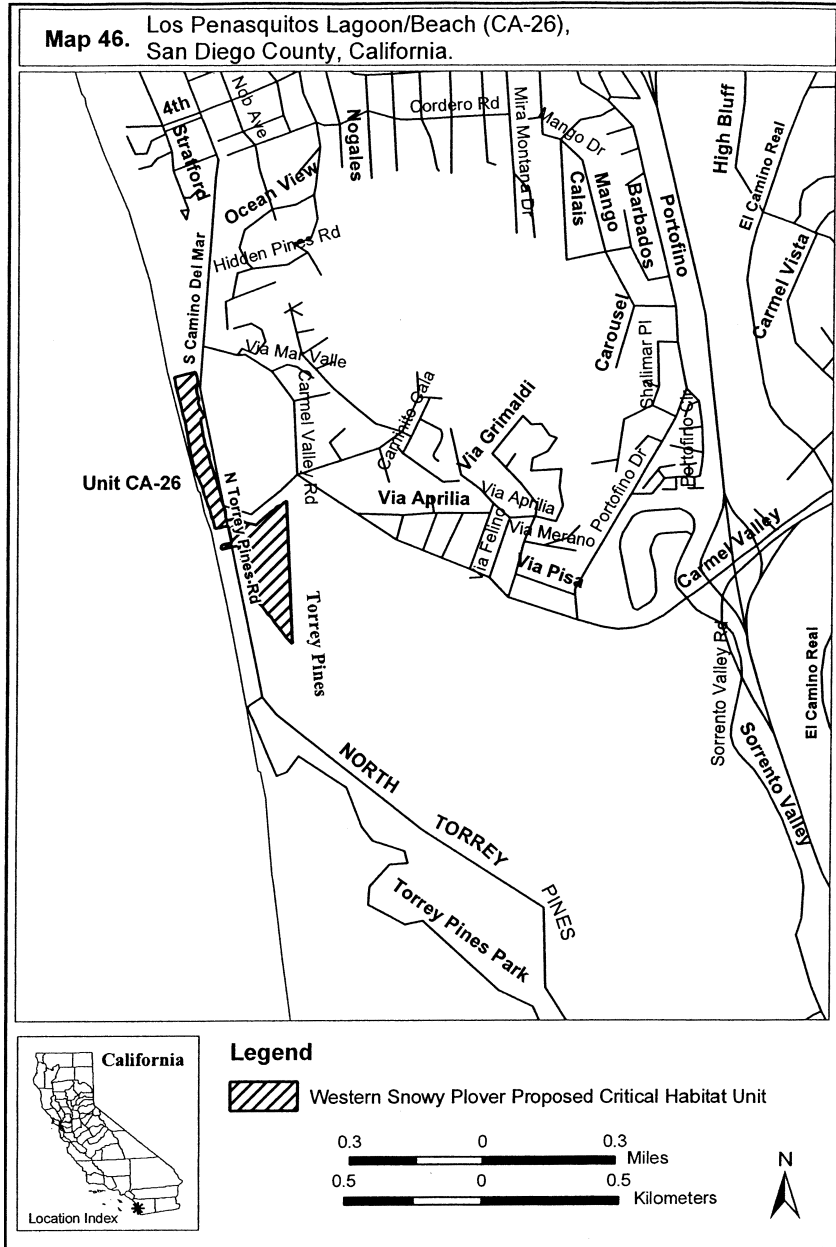 Map 46. Los Penasquitos Lagoon/Beach (CA-26),
San Diego County, California.
4th
Nob Ave
Stratford
Nogales
Cordero Rd
Mira Montana Dr
Mango Dr
High Bluff
El Camino Real
Ocean View
Calais
Mango
Barbados
Portofino
Hidden Pines Rd
Carmel Vista
S Camino Del Mar
Carousel
Via Mar Valle
Shalimar Pl
Carmel Valley Rd
Caminito Gala
Via Grimaldi
Portofino Cir
Unit CA-26
N Torrey Pines Rd
Via Aprilia
Via Aprilia
Portofino Dr
Via Felino
Via Merano
Via Pisa
Carmel Valley
Torrey Pines
Sorrento Valley Rd
El Camino Real
Sorrento Valley
NORTH
TORREY
PINES
Torrey Pines Park
California
Location Index
Legend
Western Snowy Plover Proposed Critical Habitat Unit
0.3 0 0.3
Miles
0.5 0 0.5
Kilometers
N